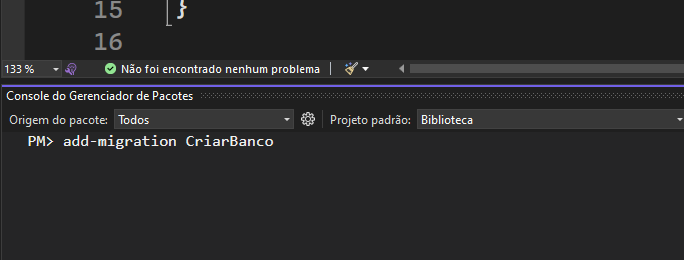 15 }
16
133 % Não foi encontrado nenhum problema
Console do Gerenciador de Pacotes
Origem do pacote: Todos Projeto padrão: Biblioteca
PM> add-migration CriarBanco